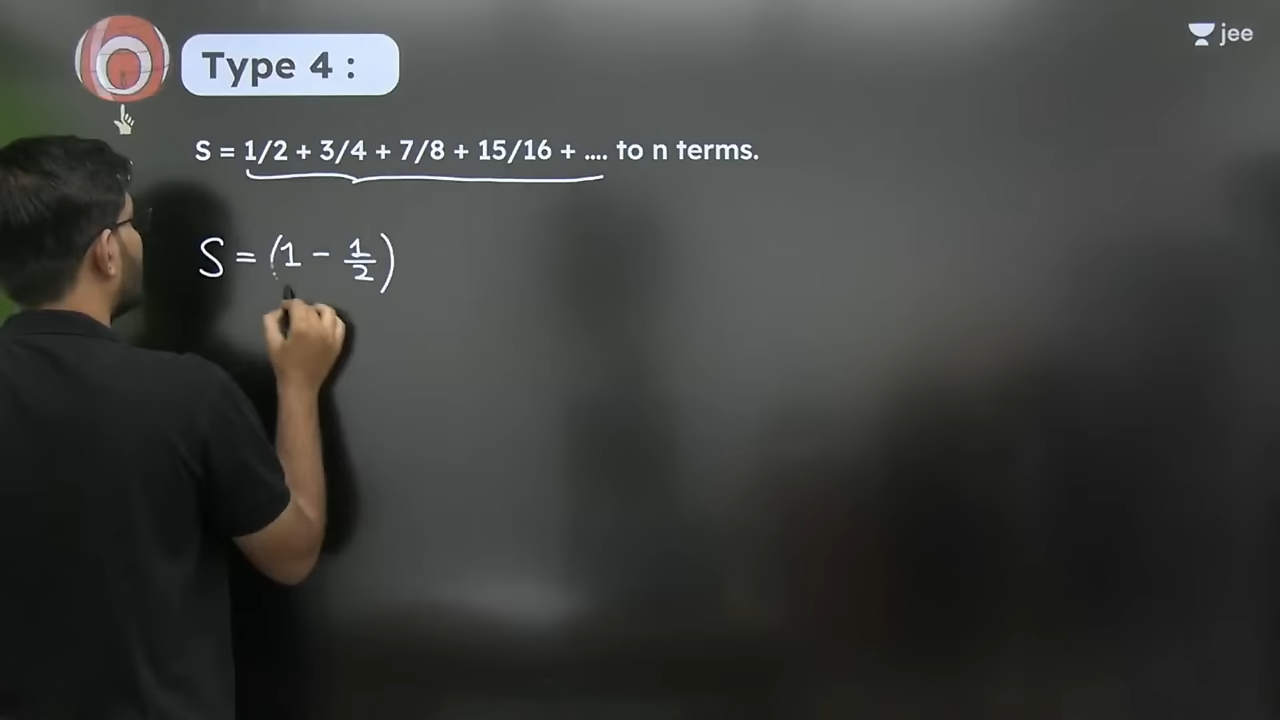 jee
Type 4 :
S = 1/2 + 3/4 + 7/8 + 15/16 + .... to n terms.
S = (1 - 1/2)